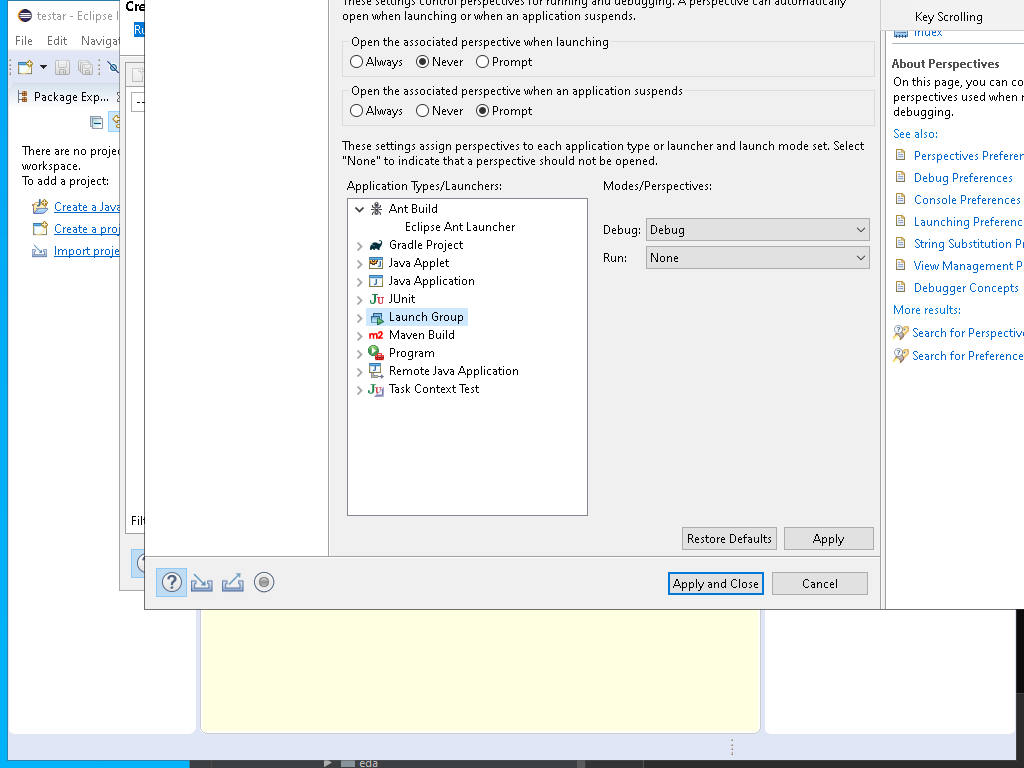 testar - Eclipse I
File Edit Navigat
Package Exp...
There are no proje
workspace.
To add a project:
Create a Java
Create a proj
Import proje
Cre
Ru
--
Filt
These settings control perspectives for running and debugging. A perspective can automatically
open when launching or when an application suspends.
Open the associated perspective when launching
Always Never Prompt
Open the associated perspective when an application suspends
Always Never Prompt
These settings assign perspectives to each application type or launcher and launch mode set. Select
"None" to indicate that a perspective should not be opened.
Application Types/Launchers:
Modes/Perspectives:
Ant Build
Eclipse Ant Launcher
Gradle Project
Java Applet
Java Application
JUnit
Launch Group
m2 Maven Build
Program
Remote Java Application
Task Context Test
Debug: Debug
Run: None
Restore Defaults
Apply
Apply and Close
Cancel
Key Scrolling
Index
About Perspectives
On this page, you can co
perspectives used when r
debugging.
See also:
Perspectives Preferen
Debug Preferences
Console Preferences
Launching Preferenc
String Substitution Pr
View Management P
Debugger Concepts
More results:
Search for Perspective
Search for Preference
eda